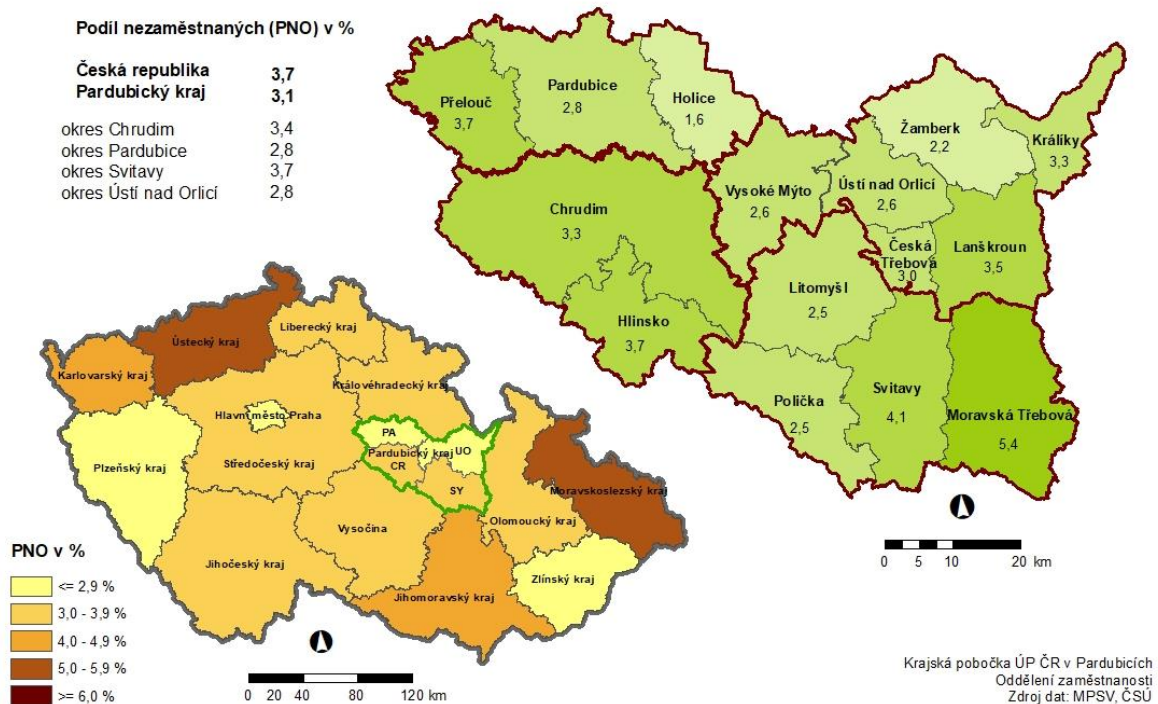 Podíl nezaměstnaných (PNO) v %
Česká republika 3,7
Pardubický kraj 3,1
okres Chrudim 3,4
okres Pardubice 2,8
okres Svitavy 3,7
okres Ústí nad Orlicí 2,8
Přelouč
3,7
Pardubice
2,8
Holice
1,6
Žamberk
2,2
Králíky
3,3
Vysoké Mýto
2,6
Ústí nad Orlicí
2,6
Chrudim
3,3
Česká
Třebová
3,0
Lanškroun
3,5
Litomyšl
2,5
Hlinsko
3,7
Polička
2,5
Svitavy
4,1
Moravská Třebová
5,4
0 5 10 20 km
Ústecký kraj
Liberecký kraj
Karlovarský kraj
Královéhradecký kraj
Hlavní město Praha
PA
Pardubický kraj
UO
CR
Plzeňský kraj
Středočeský kraj
SY
Moravskoslezský kraj
Vysočina
Olomoucký kraj
Jihočeský kraj
Zlínský kraj
Jihomoravský kraj
PNO v %
<= 2,9 %
3,0 - 3,9 %
4,0 - 4,9 %
5,0 - 5,9 %
>= 6,0 %
0 20 40 80 120 km
Krajská pobočka ÚP ČR v Pardubicích
Oddělení zaměstnanosti
Zdroj dat: MPSV, ČSÚ